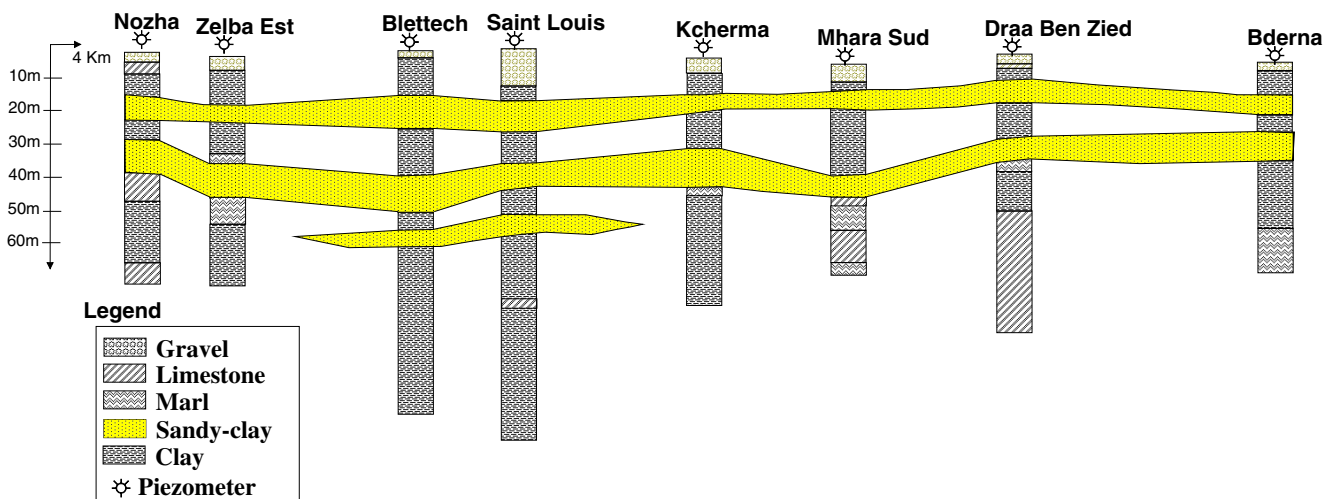 Nozha
Zelba Est
Blettech
Saint Louis
Kcherma
Mhara Sud
Draa Ben Zied
Bderna
4 Km
10m
20m
30m
40m
50m
60m
Legend
Gravel
Limestone
Marl
Sandy-clay
Clay
Piezometer